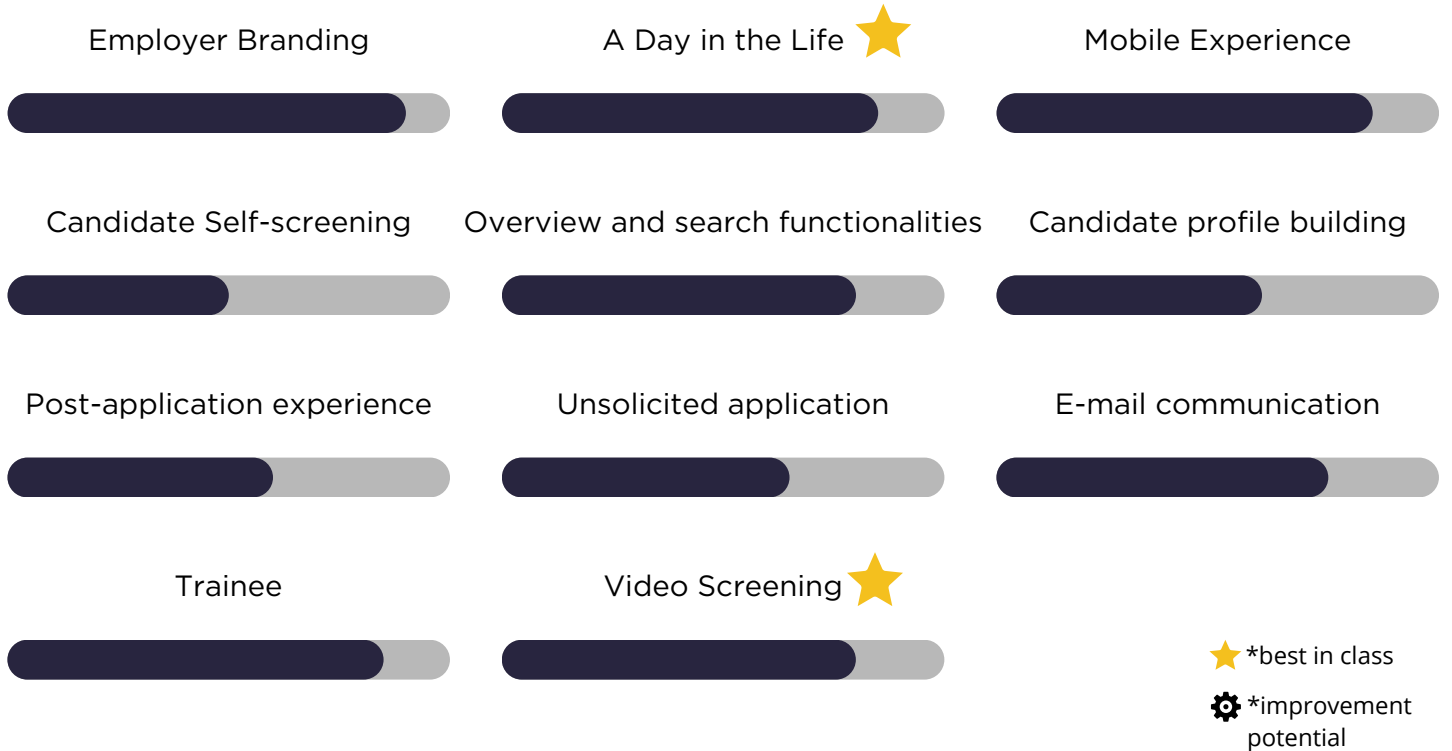 Employer Branding
A Day in the Life
Mobile Experience
Candidate Self-screening
Overview and search functionalities
Candidate profile building
Post-application experience
Unsolicited application
E-mail communication
Trainee
Video Screening
*best in class
*improvement
potential